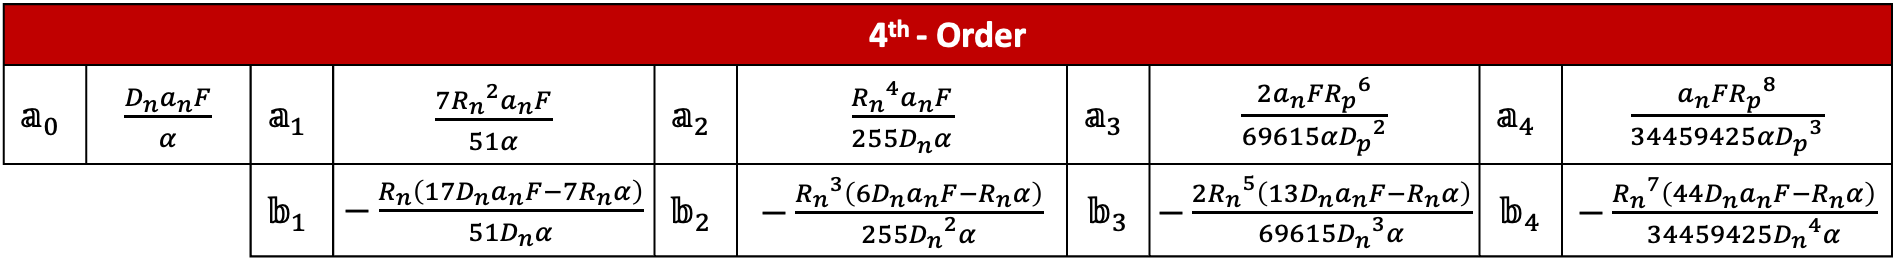 4ᵗʰ - Order
𝕒₀ DₙaₙF/α 𝕒₁ 7Rₙ²aₙF/51α 𝕒₂ Rₙ⁴aₙF/255Dₙα 𝕒₃ 2aₙFRₚ⁶/69615αDₚ² 𝕒₄ aₙFRₚ⁸/34459425αDₚ³
𝕓₁ −Rₙ(17DₙaₙF−7Rₙα)/51Dₙα 𝕓₂ −Rₙ³(6DₙaₙF−Rₙα)/255Dₙ²α 𝕓₃ −2Rₙ⁵(13DₙaₙF−Rₙα)/69615Dₙ³α 𝕓₄ −Rₙ⁷(44DₙaₙF−Rₙα)/34459425Dₙ⁴α